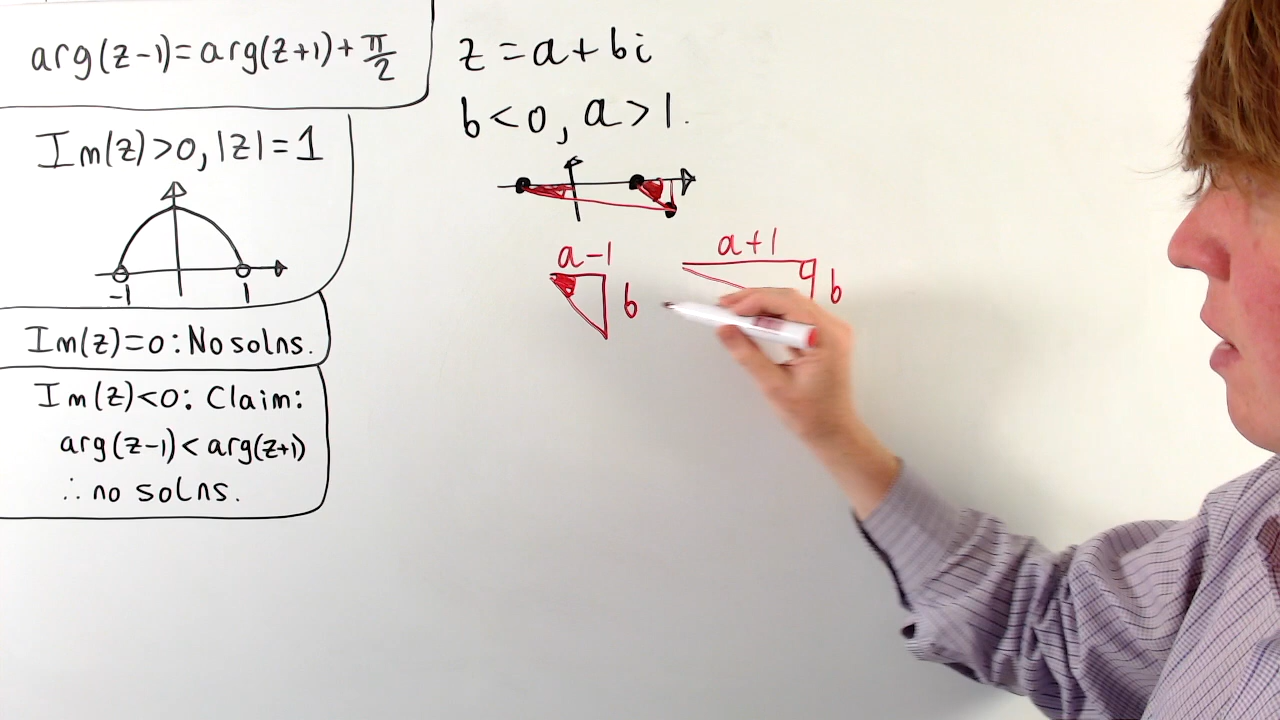 arg(z-1)=arg(z+1)+π/2
Im(z)>0, |z|=1
-1 1
Im(z)=0: No solns.
Im(z)<0: Claim:
arg(z-1)<arg(z+1)
∴ no solns.
z=a+bi
b<0, a>1.
a-1
b
a+1
b